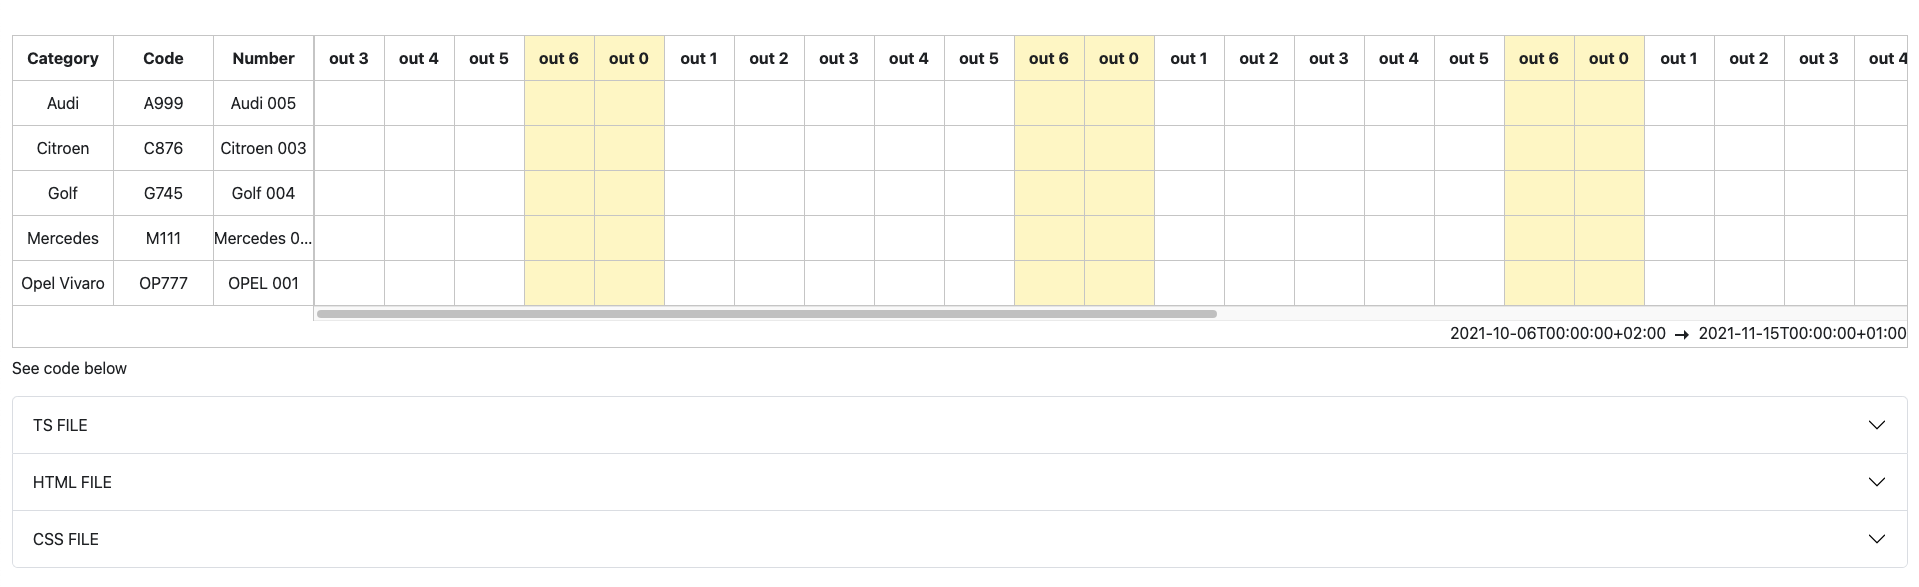 Category Code Number out 3 out 4 out 5 out 6 out 0 out 1 out 2 out 3 out 4 out 5 out 6 out 0 out 1 out 2 out 3 out 4 out 5 out 6 out 0 out 1 out 2 out 3 out 4
Audi A999 Audi 005
Citroen C876 Citroen 003
Golf G745 Golf 004
Mercedes M111 Mercedes 0...
Opel Vivaro OP777 OPEL 001
2021-10-06T00:00:00+02:00 → 2021-11-15T00:00:00+01:00
See code below
TS FILE
HTML FILE
CSS FILE